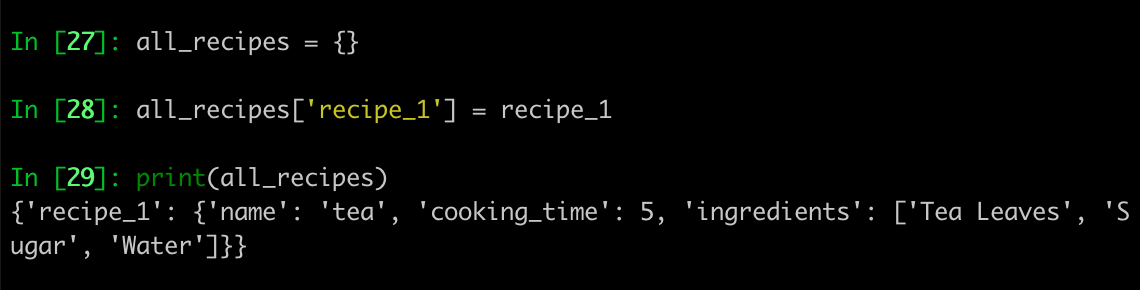 In [27]: all_recipes = {}
In [28]: all_recipes['recipe_1'] = recipe_1
In [29]: print(all_recipes)
{'recipe_1': {'name': 'tea', 'cooking_time': 5, 'ingredients': ['Tea Leaves', 'S
ugar', 'Water']}}